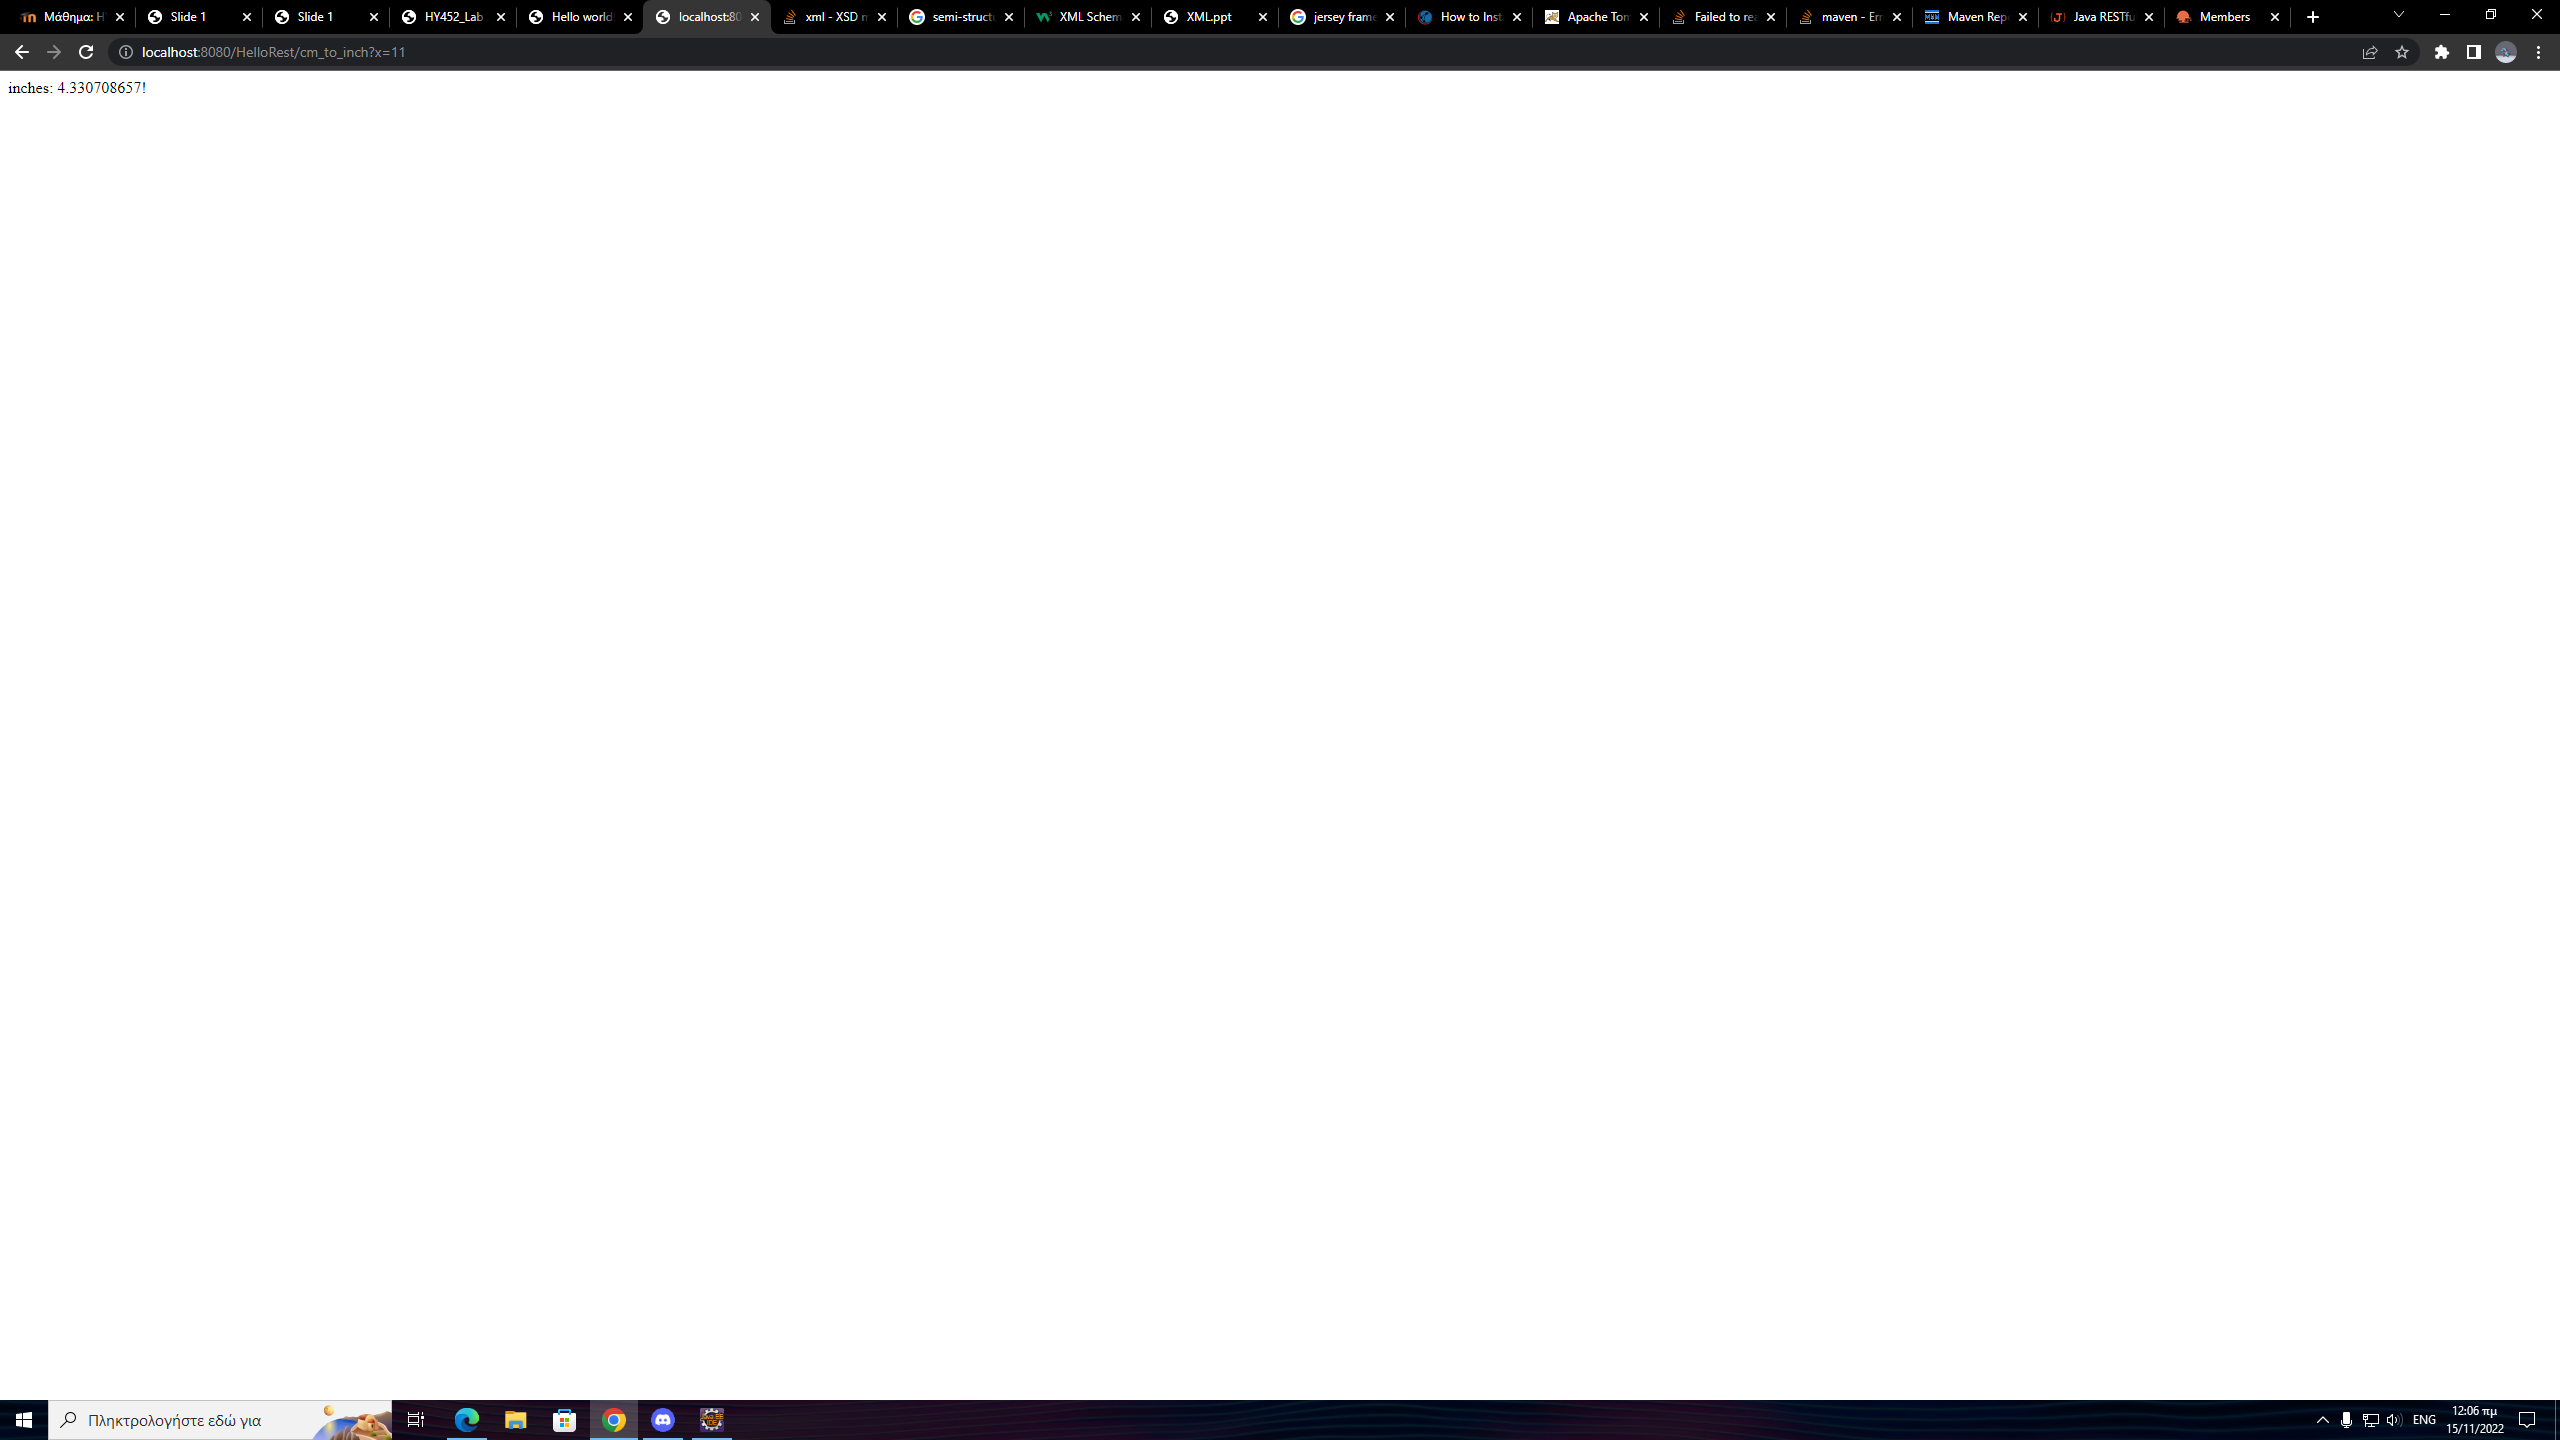 Μάθημα: H
Slide 1
Slide 1
HY452_Lab
Hello world
localhost:80
xml - XSD
semi-struct
XML Schem
XML.ppt
jersey frame
How to Inst
Apache Tom
Failed to re
maven - Err
Maven Rep
Java RESTfu
Members
localhost:8080/HelloRest/cm_to_inch?x=11
inches: 4.330708657!
Πληκτρολογήστε εδώ για
ENG
12:06 πμ
15/11/2022